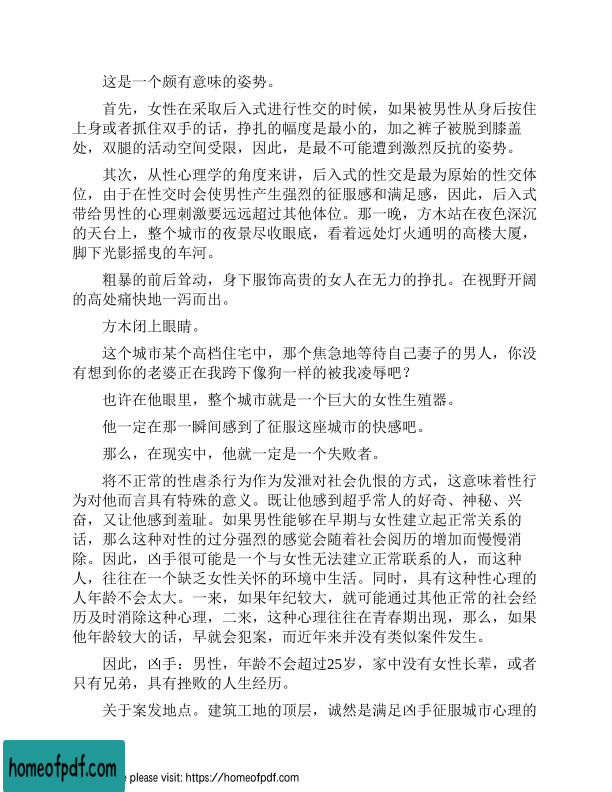 这是一个颇有意味的姿势。
首先，女性在采取后入式进行性交的时候，如果被男性从身后按住
上身或者抓住双手的话，挣扎的幅度是最小的，加之裤子被脱到膝盖
处，双腿的活动空间受限，因此，是最不可能遭到激烈反抗的姿势。
其次，从性心理学的角度来讲，后入式的性交是最为原始的性交体
位，由于在性交时会使男性产生强烈的征服感和满足感，因此，后入式
带给男性的心理刺激要远远超过其他体位。那一晚，方木站在夜色深沉
的天台上，整个城市的夜景尽收眼底，看着远处灯火通明的高楼大厦，
脚下光影摇曳的车河。
粗暴的前后耸动，身下服饰高贵的女人在无力的挣扎。在视野开阔
的高处痛快地一泻而出。
方木闭上眼睛。
这个城市某个高档住宅中，那个焦急地等待自己妻子的男人，你没
有想到你的老婆正在我跨下像狗一样的被我凌辱吧？
也许在他眼里，整个城市就是一个巨大的女性生殖器。
他一定在那一瞬间感到了征服这座城市的快感吧。
那么，在现实中，他就一定是一个失败者。
将不正常的性虐杀行为作为发泄对社会仇恨的方式，这意味着性行
为对他而言具有特殊的意义。既让他感到超乎常人的好奇、神秘、兴
奋，又让他感到羞耻。如果男性能够在早期与女性建立起正常关系的
话，那么这种对性的过分强烈的感觉会随着社会阅历的增加而慢慢消
除。因此，凶手很可能是一个与女性无法建立正常联系的人，而这种
人，往往在一个缺乏女性关怀的环境中生活。同时，具有这种性心理的
人年龄不会太大。一来，如果年纪较大，就可能通过其他正常的社会经
历及时消除这种心理，二来，这种心理往往在青春期出现，那么，如果
他年龄较大的话，早就会犯案，而近年来并没有类似案件发生。
因此，凶手：男性，年龄不会超过25岁，家中没有女性长辈，或者
只有兄弟，具有挫败的人生经历。
关于案发地点。建筑工地的顶层，诚然是满足凶手征服城市心理的
homeofpdf.com
please visit: https://homeofpdf.com